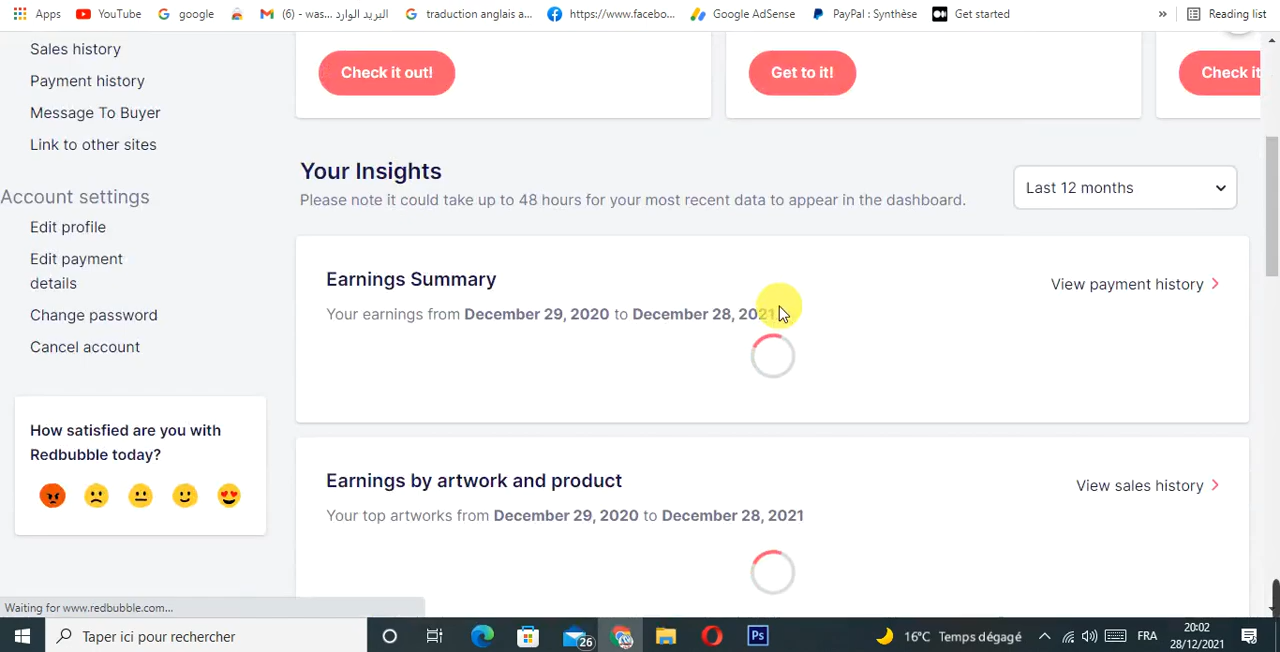 Apps YouTube google (6) - was... البريد الوارد traduction anglais a... https://www.facebo... Google AdSense PayPal : Synthèse Get started » Reading list
Sales history
Payment history
Message To Buyer
Link to other sites
Account settings
Edit profile
Edit payment
details
Change password
Cancel account
How satisfied are you with
Redbubble today?
Check it out!
Get to it!
Check it
Your Insights
Please note it could take up to 48 hours for your most recent data to appear in the dashboard.
Last 12 months
Earnings Summary
View payment history
Your earnings from December 29, 2020 to December 28, 2021
Earnings by artwork and product
View sales history
Your top artworks from December 29, 2020 to December 28, 2021
Waiting for www.redbubble.com...
Taper ici pour rechercher
26
Ps
16°C Temps dégagé
FRA
20:02
28/12/2021